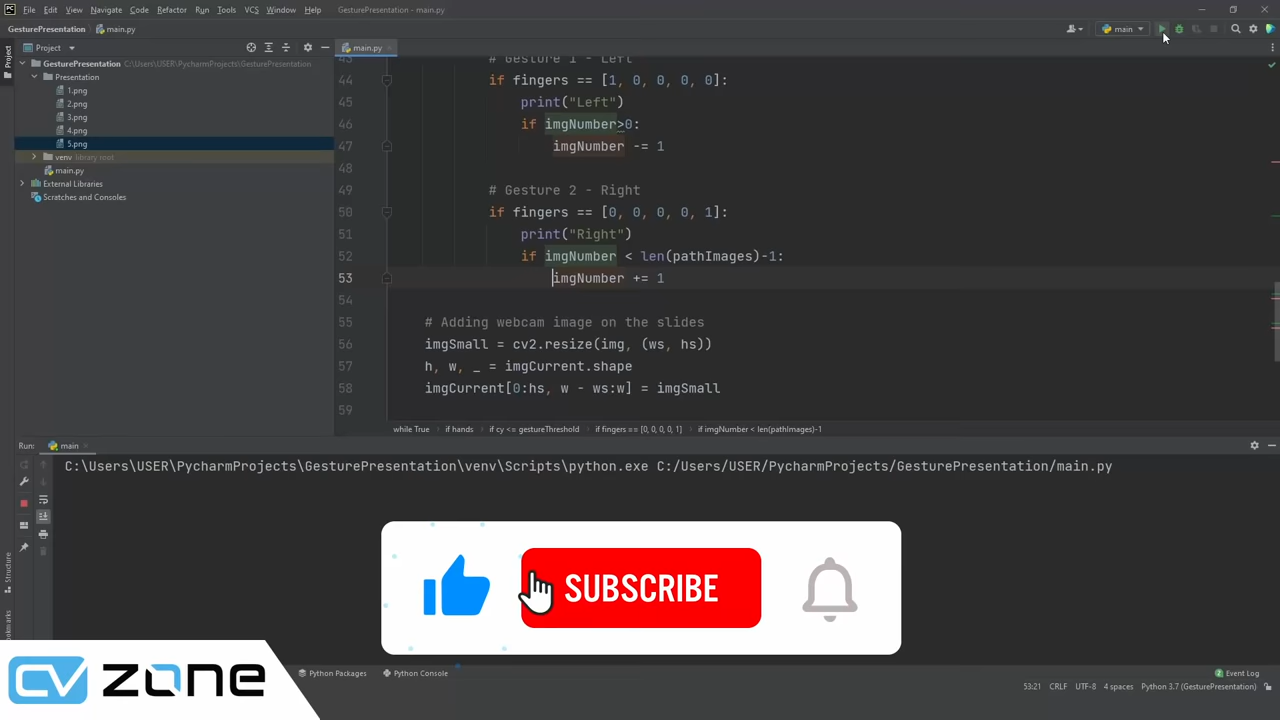 File Edit View Navigate Code Refactor Run Tools VCS Window Help GesturePresentation - main.py
GesturePresentation main.py main
Project main.py
Project
GesturePresentation C:\Users\USER\PycharmProjects\GesturePresentation
Presentation
1.png
2.png
3.png
4.png
5.png
venv library root
main.py
External Libraries
Scratches and Consoles
43 # Gesture 1 - Left
44 if fingers == [1, 0, 0, 0, 0]:
45 print("Left")
46 if imgNumber>0:
47 imgNumber -= 1
48
49 # Gesture 2 - Right
50 if fingers == [0, 0, 0, 0, 1]:
51 print("Right")
52 if imgNumber < len(pathImages)-1:
53 imgNumber += 1
54
55 # Adding webcam image on the slides
56 imgSmall = cv2.resize(img, (ws, hs))
57 h, w, _ = imgCurrent.shape
58 imgCurrent[0:hs, w - ws:w] = imgSmall
59
while True if hands if cy <= gestureThreshold if fingers == [0, 0, 0, 0, 1] if imgNumber < len(pathImages)-1
Run: main
C:\Users\USER\PycharmProjects\GesturePresentation\venv\Scripts\python.exe C:/Users/USER/PycharmProjects/GesturePresentation/main.py
Structure
SUBSCRIBE
CVZONE
Python Packages Python Console Event Log
53:21 CRLF UTF-8 4 spaces Python 3.7 (GesturePresentation)